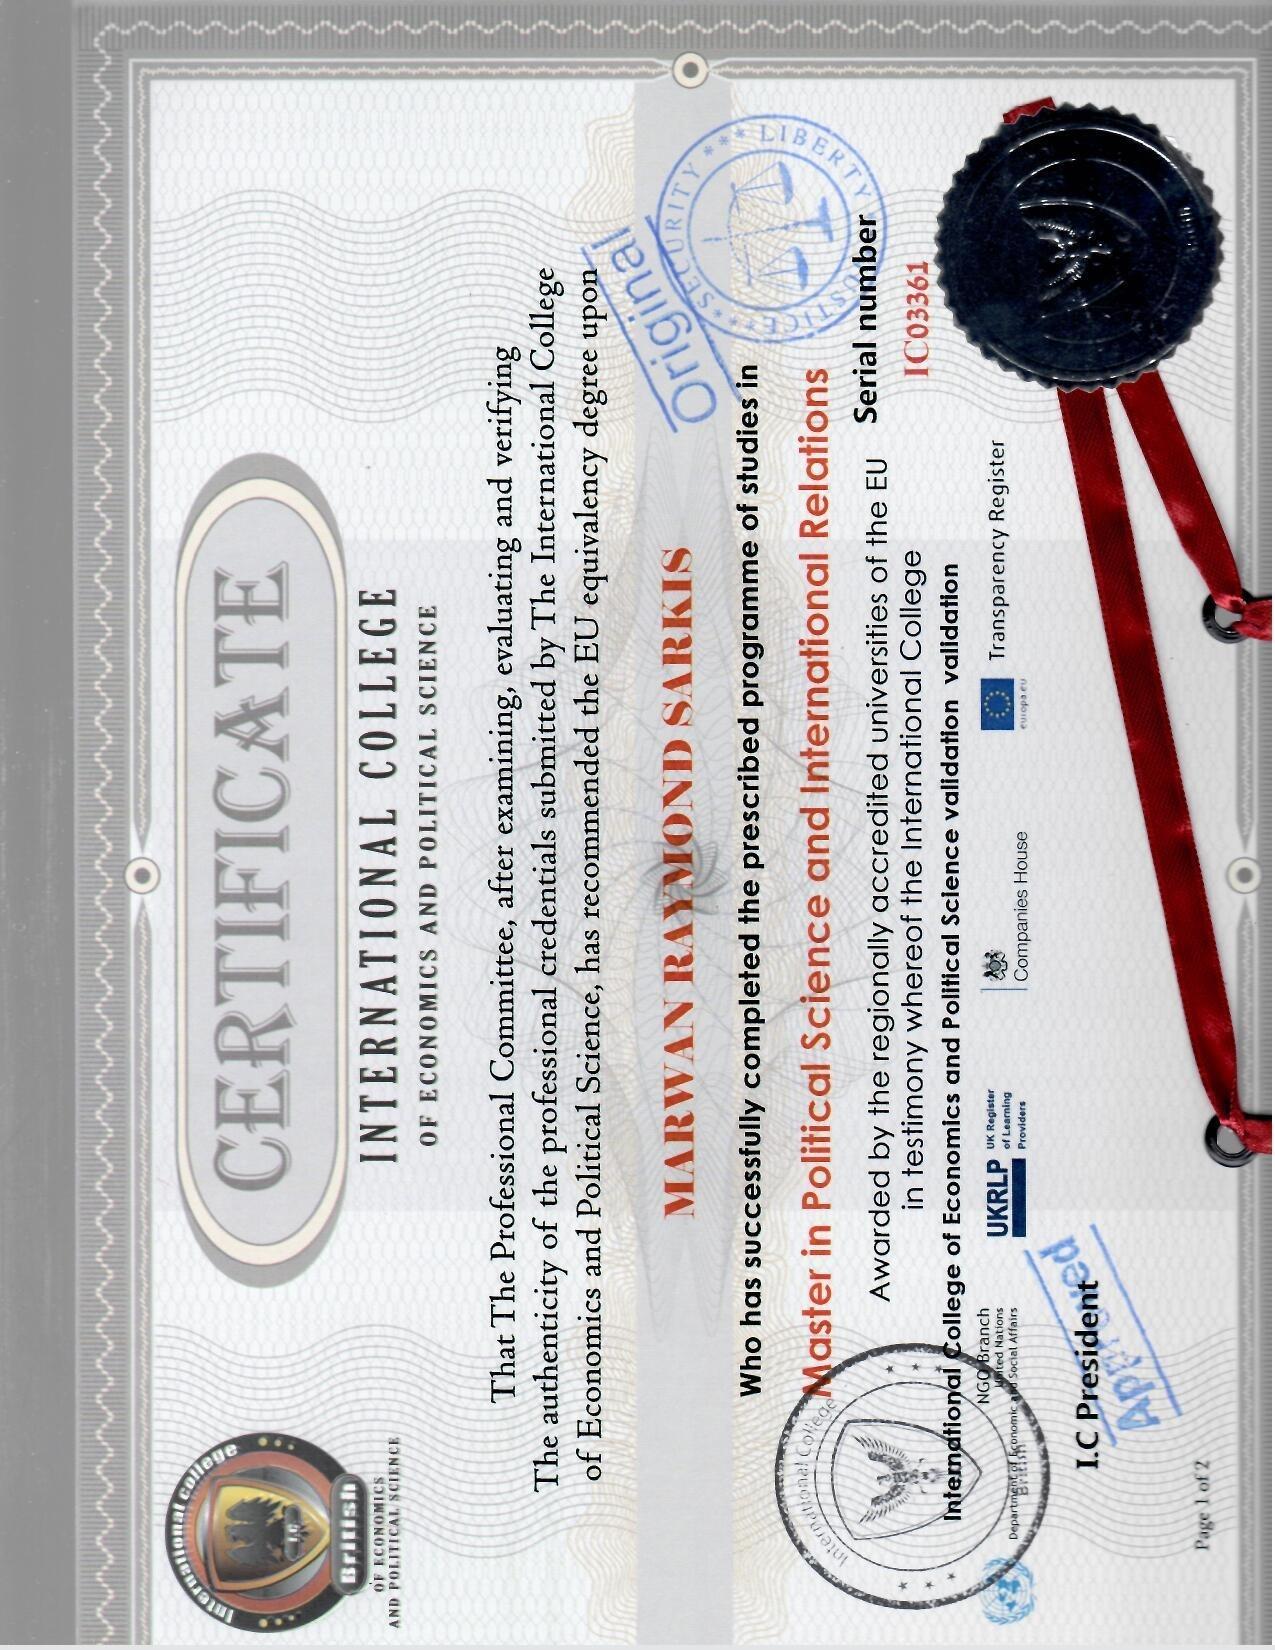 International college
I.C
British
OF ECONOMICS
AND POLITICAL SCIENCE
CERTIFICATE
INTERNATIONAL COLLEGE
OF ECONOMICS AND POLITICAL SCIENCE
That The Professional Committee, after examining, evaluating and verifying
The authenticity of the professional credentials submitted by The International College
of Economics and Political Science, has recommended the EU equivalency degree upon
Original
MARWAN RAYMOND SARKIS
SECURITY ** LIBERTY JUSTICE **
Who has successfully completed the prescribed programme of studies in
International College
Master in Political Science and International Relations
Awarded by the regionally accredited universities of the EU
in testimony whereof the International College
Serial number
IC03361
International College of Economics and Political Science validation validation
NGO Branch
United Nations
Department of Economic and Social Affairs
British
UKRLP
UK Register
of Learning
Providers
Companies House
europa.eu
Transparency Register
I.C President
Approved
Page 1 of 2